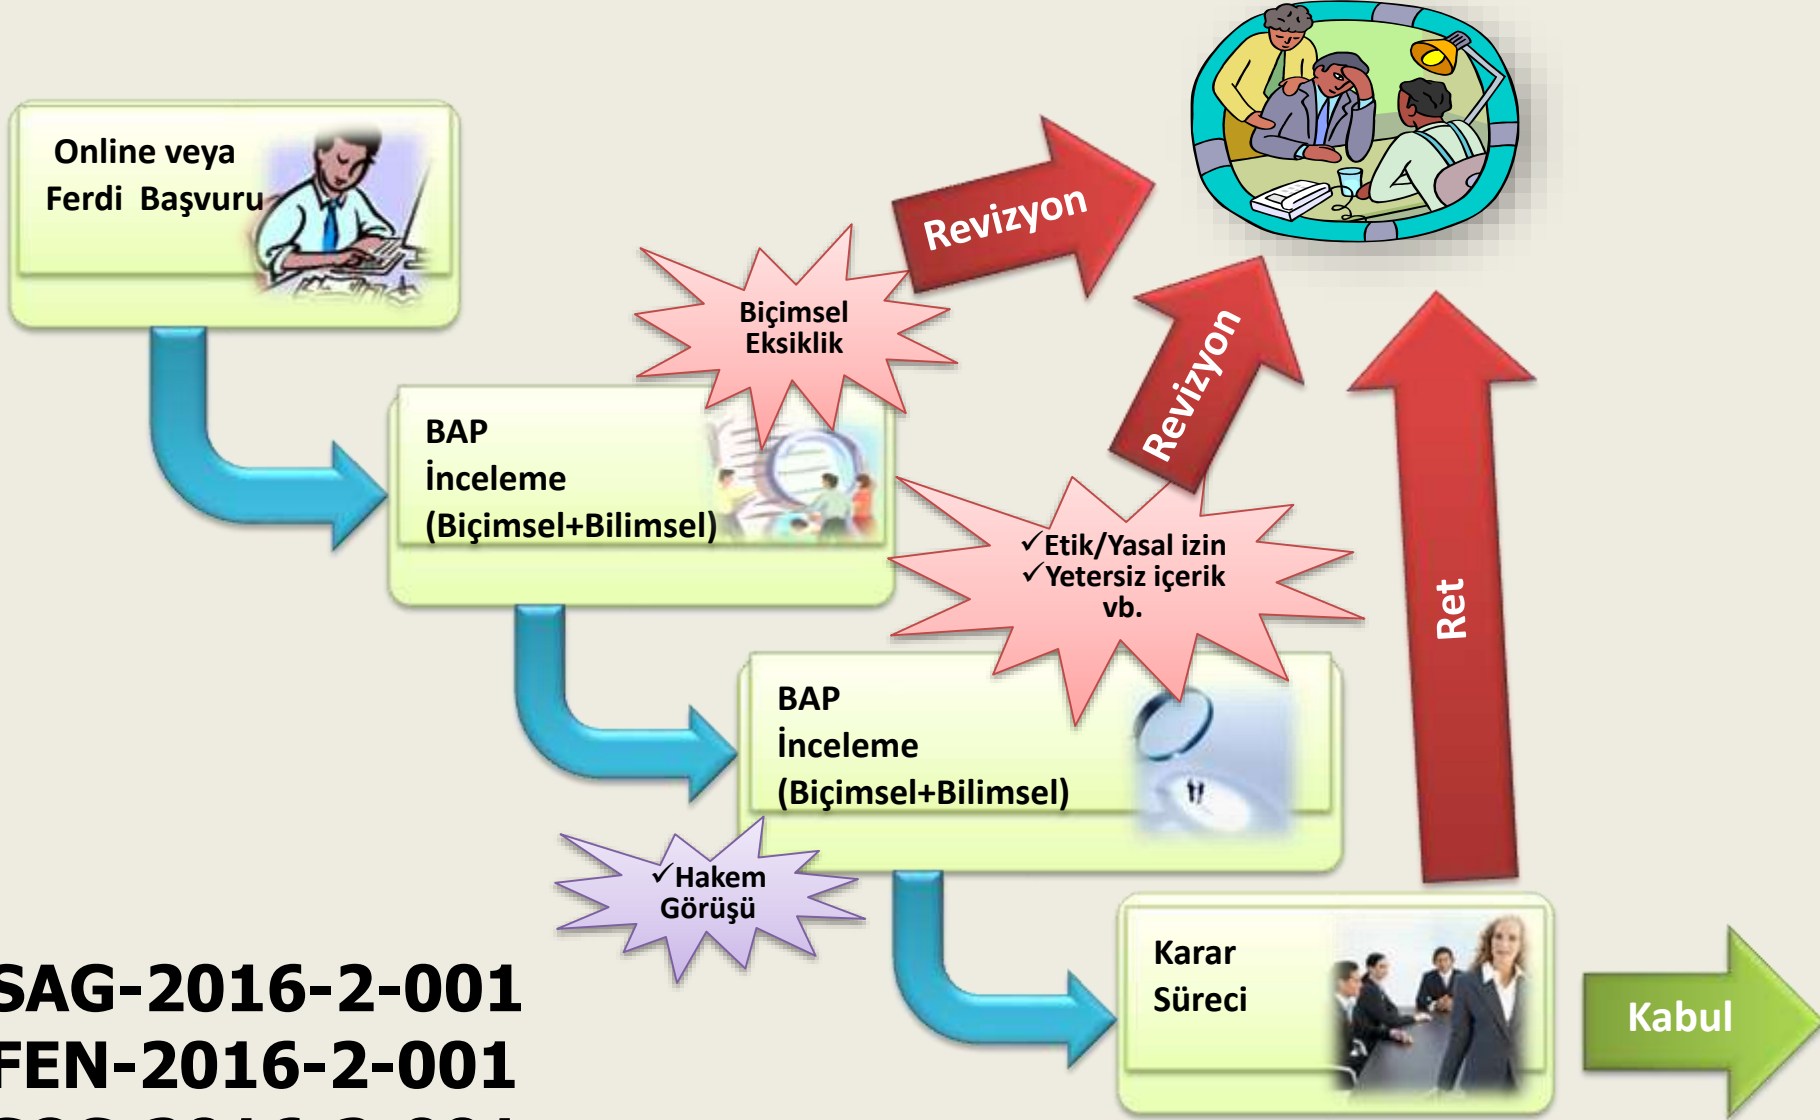 Online veya
Ferdi Başvuru
Revizyon
Biçimsel
Eksiklik
Revizyon
BAP
İnceleme
(Biçimsel+Bilimsel)
✓Etik/Yasal izin
✓Yetersiz içerik
vb.
Ret
BAP
İnceleme
(Biçimsel+Bilimsel)
✓Hakem
Görüşü
Karar
Süreci
Kabul
SAG-2016-2-001
FEN-2016-2-001